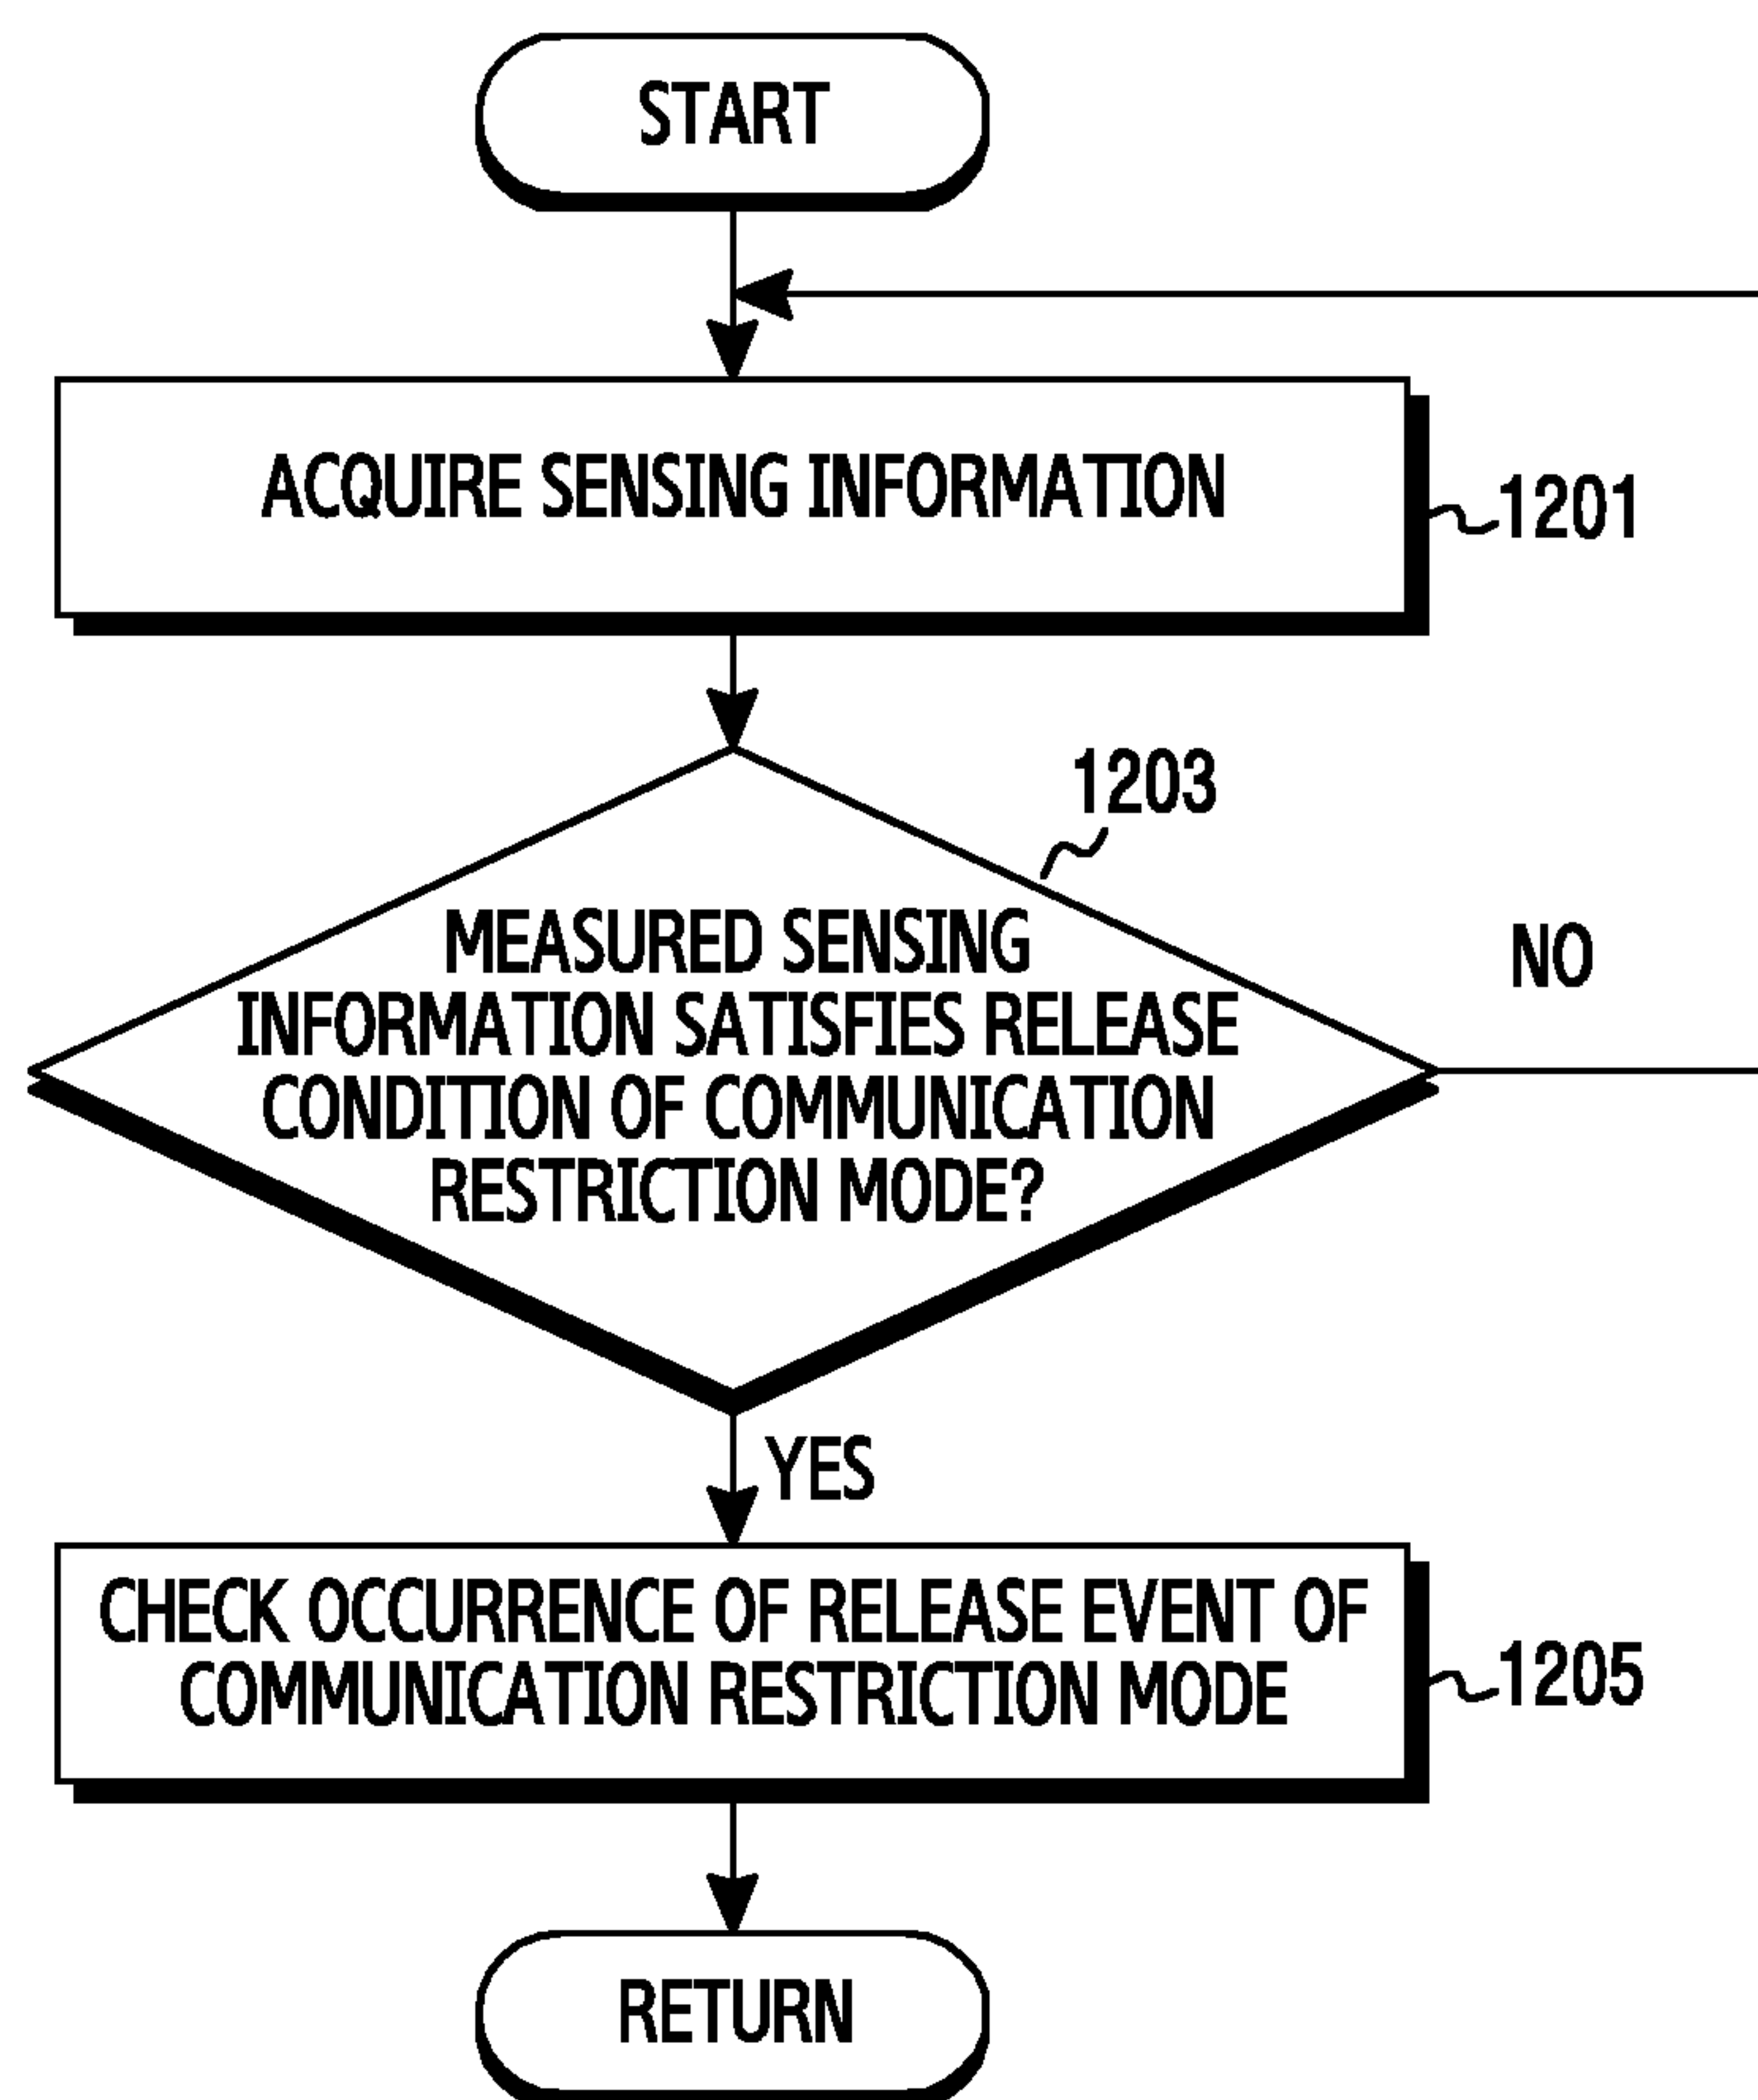 START
ACQUIRE SENSING INFORMATION
1201
1203
MEASURED SENSING
INFORMATION SATISFIES RELEASE
CONDITION OF COMMUNICATION
RESTRICTION MODE?
NO
YES
CHECK OCCURRENCE OF RELEASE EVENT OF
COMMUNICATION RESTRICTION MODE
1205
RETURN